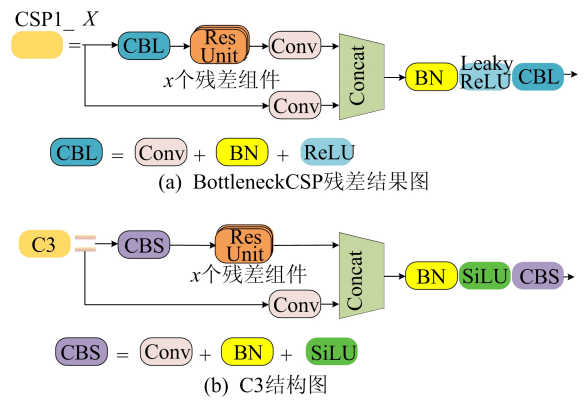 CSP1_ X
= CBL Res Unit Conv Concat BN Leaky ReLU CBL
x个残差组件
Conv
CBL = Conv + BN + ReLU
(a) BottleneckCSP残差结果图
C3 CBS Res Unit Concat BN SiLU CBS
x个残差组件
Conv
CBS = Conv + BN + SiLU
(b) C3结构图